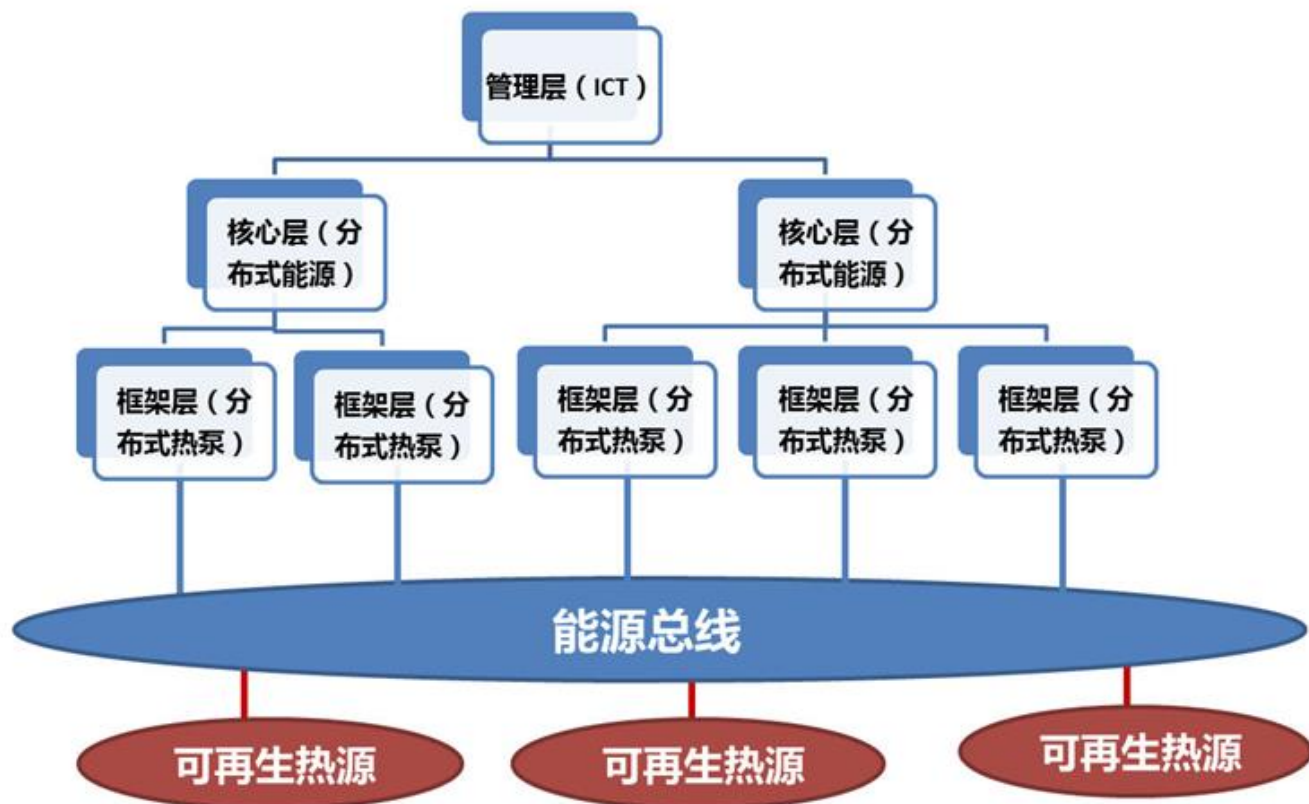 管理层（ICT）
核心层（分
布式能源）
核心层（分
布式能源）
框架层（分
布式热泵）
框架层（分
布式热泵）
框架层（分
布式热泵）
框架层（分
布式热泵）
框架层（分
布式热泵）
能源总线
可再生热源
可再生热源
可再生热源